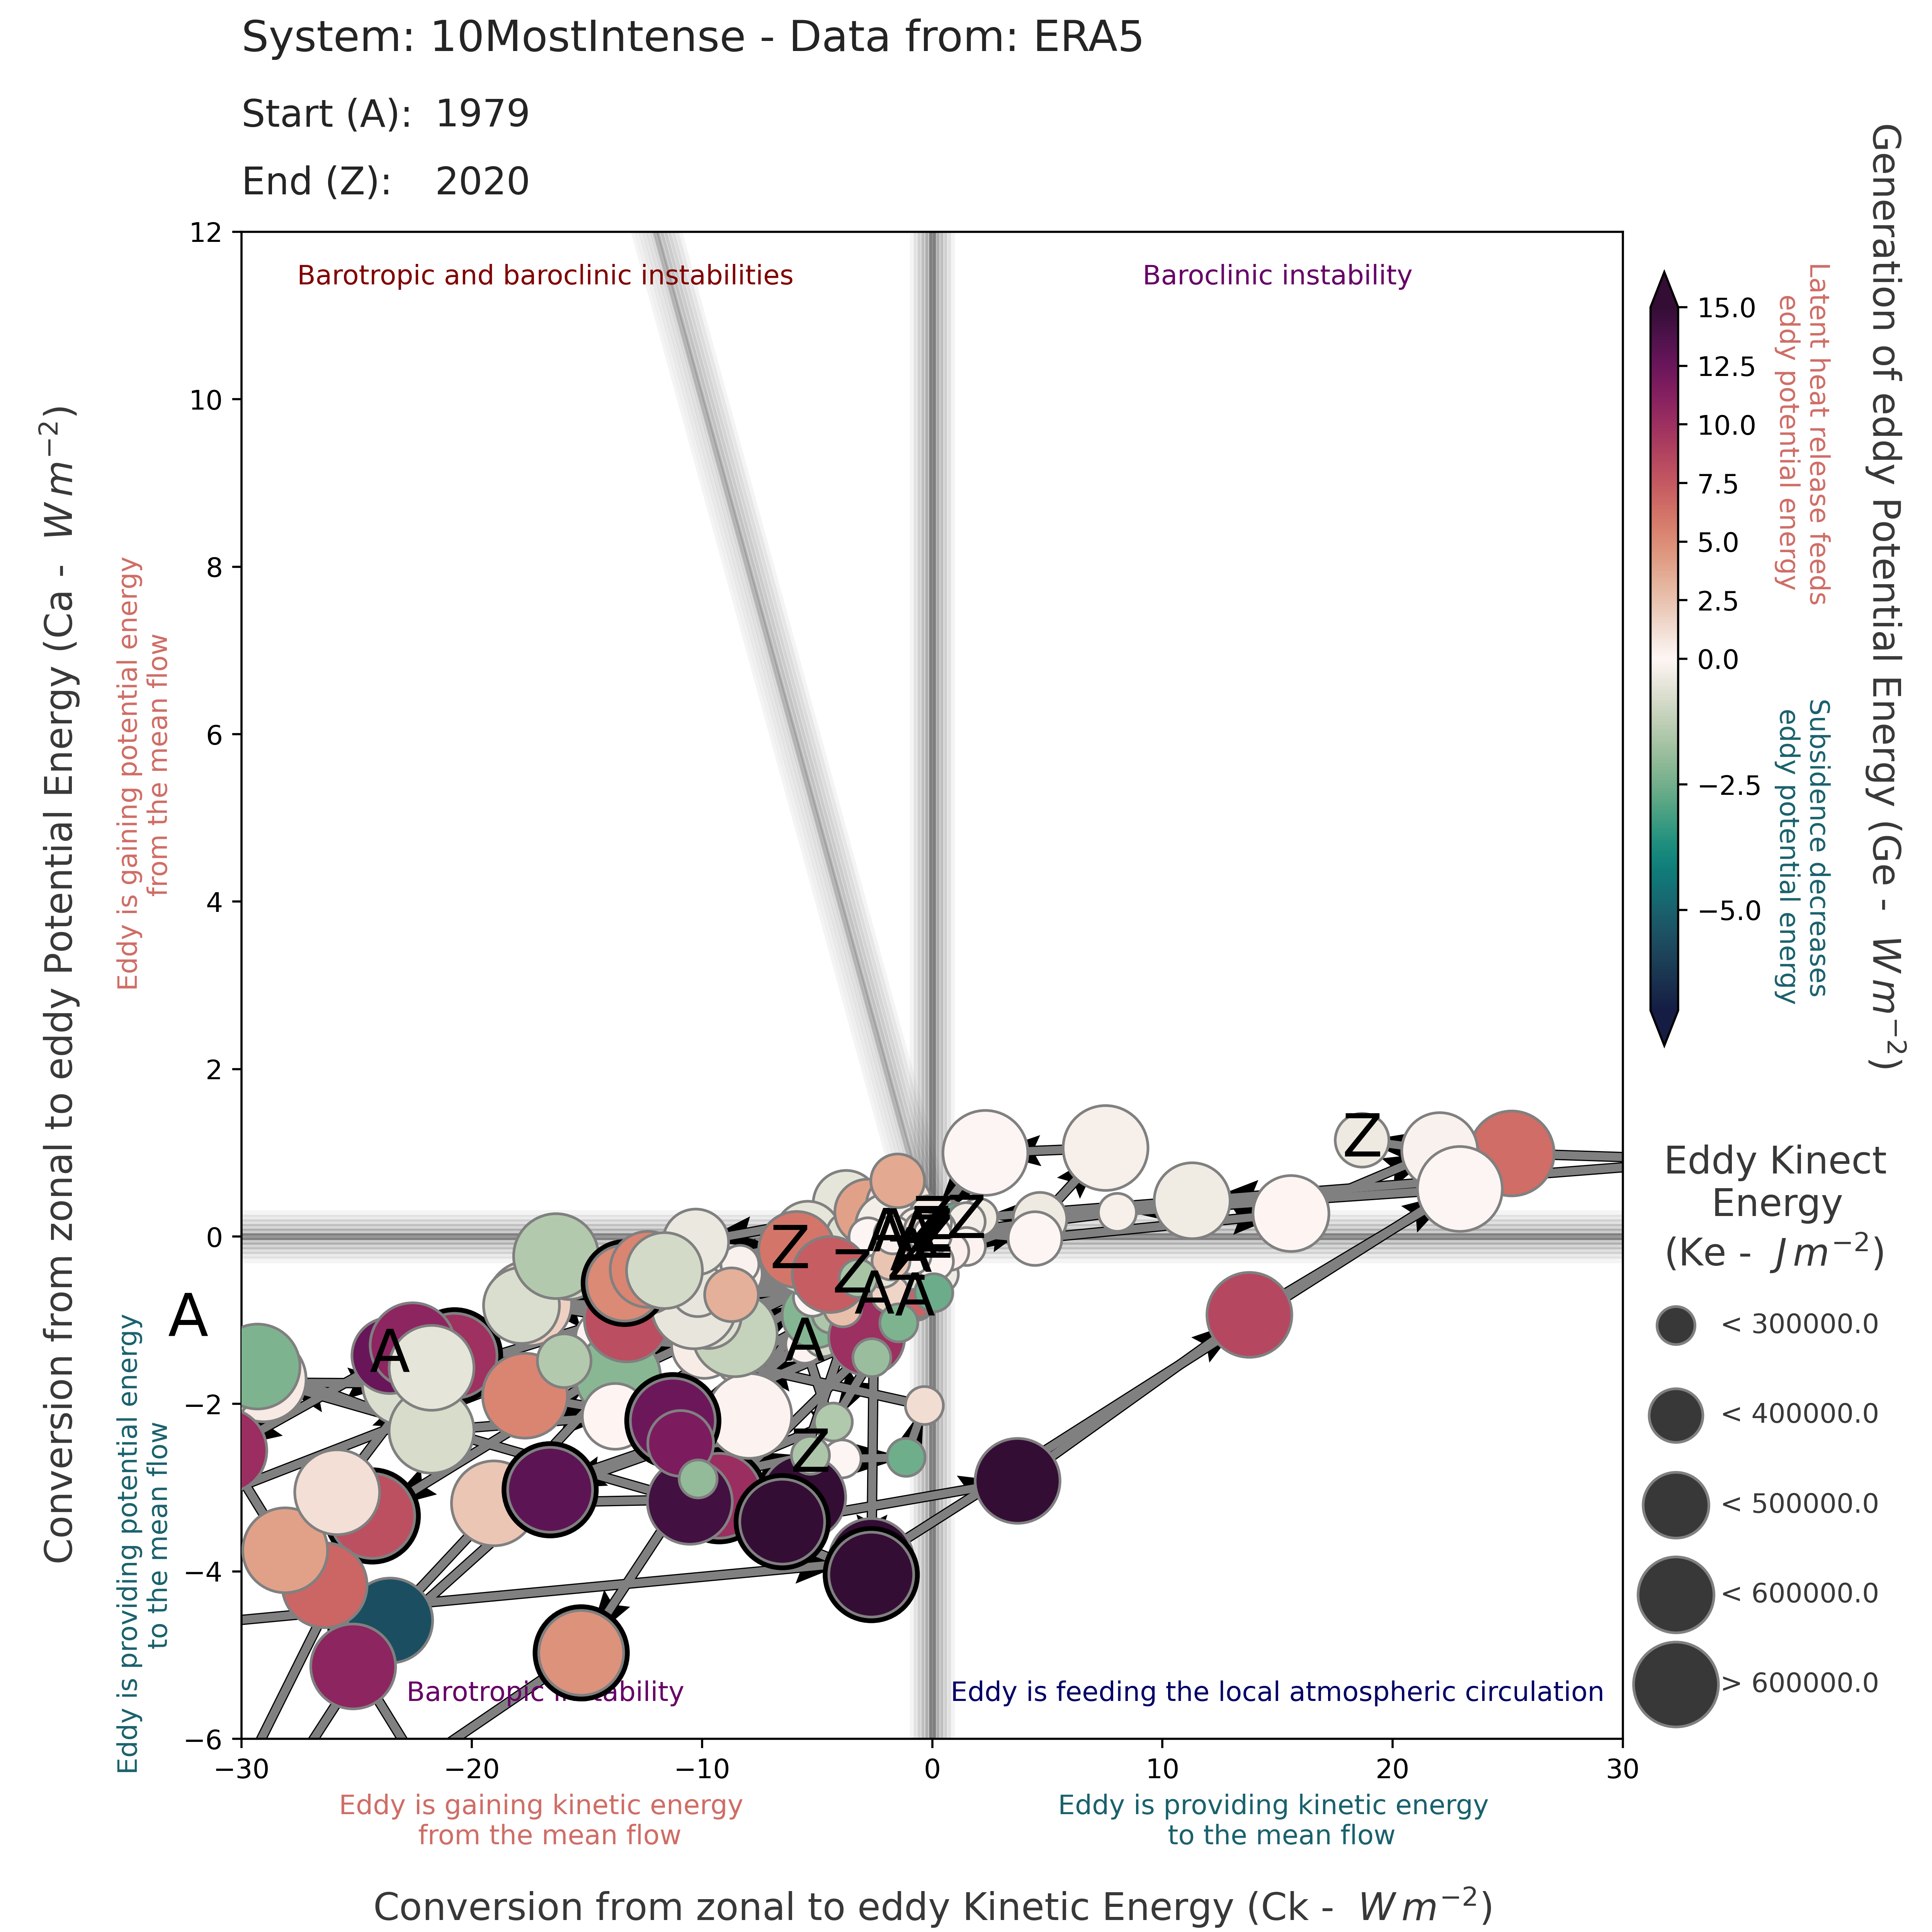 System: 10MostIntense - Data from: ERA5
Start (A): 1979
End (Z): 2020
Conversion from zonal to eddy Potential Energy (Ca - W m−2)
Eddy is gaining potential energy
from the mean flow
Eddy is providing potential energy
to the mean flow
12
10
8
6
4
2
0
−2
−4
−6
Barotropic and baroclinic instabilities
Baroclinic instability
Z
A
A
Z
Z
Z
A
A
A
A
Z
Eddy is feeding the local atmospheric circulation
−30
−20
−10
0
10
20
30
Eddy is gaining kinetic energy
from the mean flow
Eddy is providing kinetic energy
to the mean flow
Conversion from zonal to eddy Kinetic Energy (Ck - W m−2)
15.0
12.5
10.0
7.5
5.0
2.5
0.0
−2.5
−5.0
Latent heat release feeds
eddy potential energy
Subsidence decreases
eddy potential energy
Generation of eddy Potential Energy (Ge - W m−2)
Eddy Kinect
Energy
(Ke - J m−2)
< 300000.0
< 400000.0
< 500000.0
< 600000.0
> 600000.0